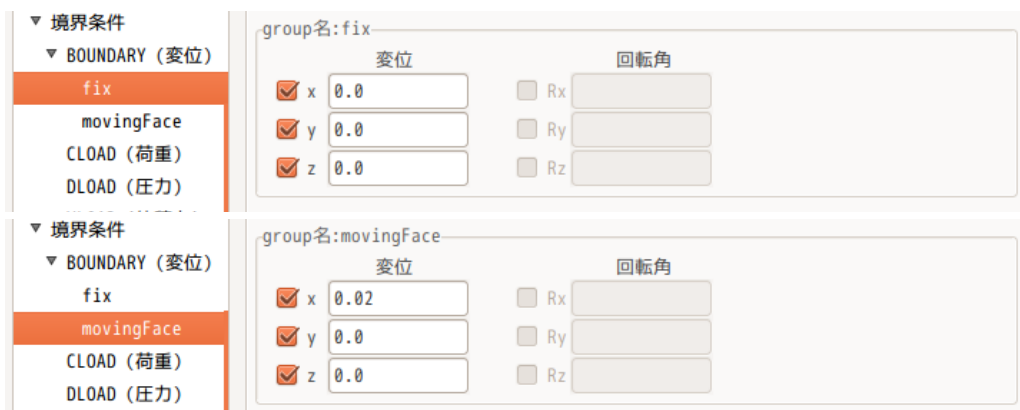 ▼ 境界条件
▼ BOUNDARY (変位)
fix
movingFace
CLOAD (荷重)
DLOAD (圧力)
group名:fix
変位 回転角
x 0.0 Rx
y 0.0 Ry
z 0.0 Rz
▼ 境界条件
▼ BOUNDARY (変位)
fix
movingFace
CLOAD (荷重)
DLOAD (圧力)
group名:movingFace
変位 回転角
x 0.02 Rx
y 0.0 Ry
z 0.0 Rz